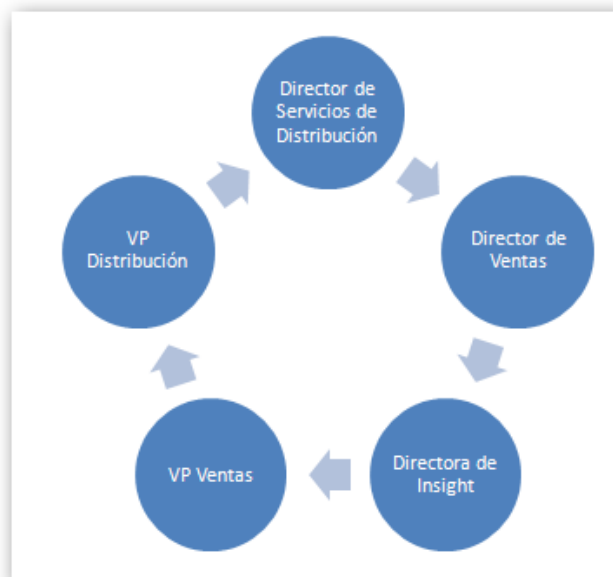 Director de
Servicios de
Distribución
Director de
Ventas
Directora de
Insight
VP Ventas
VP
Distribución